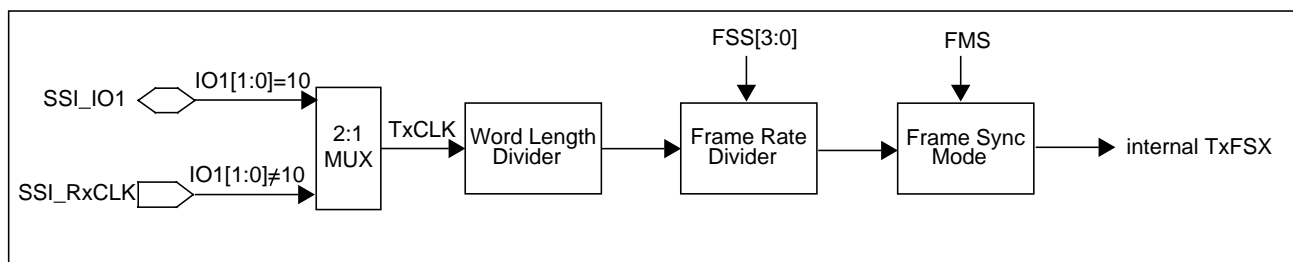 FSS[3:0]
FMS
SSI_IO1
IO1[1:0]=10
2:1
MUX
TxCLK
Word Length
Divider
Frame Rate
Divider
Frame Sync
Mode
internal TxFSX
SSI_RxCLK
IO1[1:0]≠10